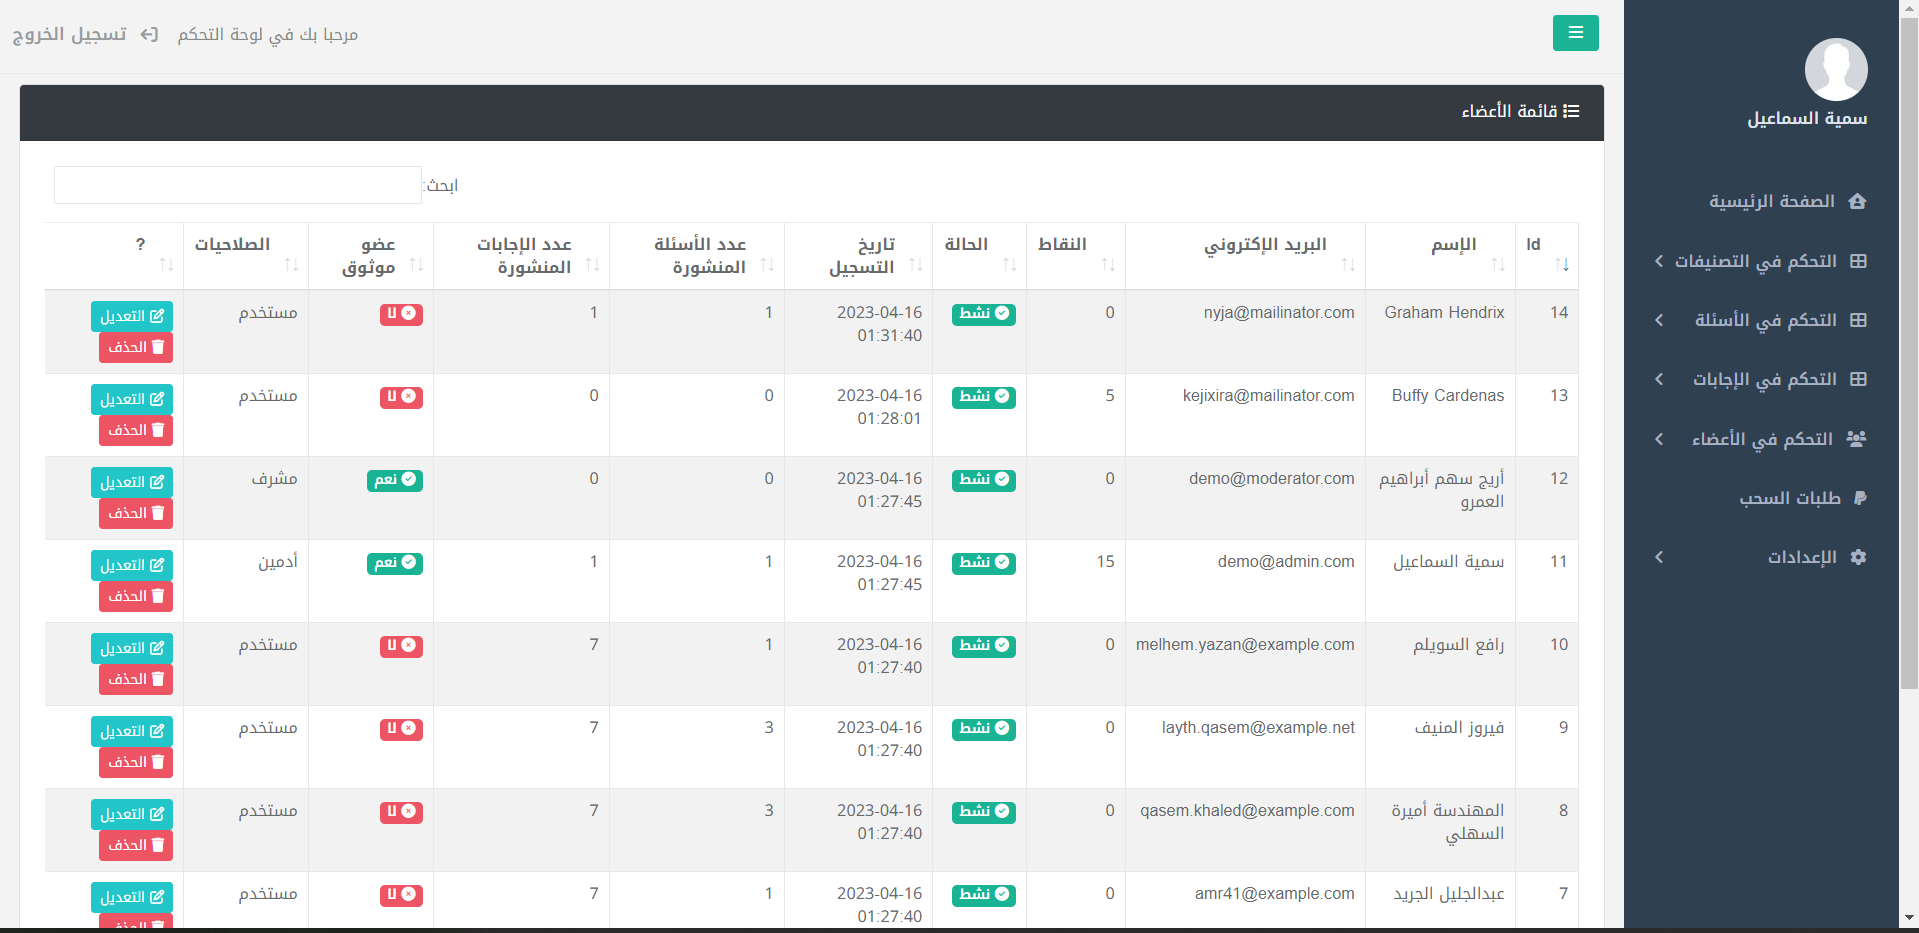 مرحبا بك في لوحة التحكم
تسجيل الخروج
سمية السماعيل
الصفحة الرئيسية
التحكم في التصنيفات
التحكم في الأسئلة
التحكم في الإجابات
التحكم في الأعضاء
طلبات السحب
الإعدادات
قائمة الأعضاء
ابحث:
Id الإسم البريد الإلكتروني النقاط الحالة تاريخ التسجيل عدد الأسئلة المنشورة عدد الإجابات المنشورة عضو موثوق الصلاحيات ?
14 Graham Hendrix nyja@mailinator.com 0 نشط 2023-04-16 01:31:40 1 1 لا مستخدم التعديل الحذف
13 Buffy Cardenas kejixira@mailinator.com 5 نشط 2023-04-16 01:28:01 0 0 لا مستخدم التعديل الحذف
12 أريج سهم أبراهيم العمرو demo@moderator.com 0 نشط 2023-04-16 01:27:45 0 0 نعم مشرف التعديل الحذف
11 سمية السماعيل demo@admin.com 15 نشط 2023-04-16 01:27:45 1 1 نعم أدمين التعديل الحذف
10 رافع السويلم melhem.yazan@example.com 0 نشط 2023-04-16 01:27:40 1 7 لا مستخدم التعديل الحذف
9 فيروز المنيف layth.qasem@example.net 0 نشط 2023-04-16 01:27:40 3 7 لا مستخدم التعديل الحذف
8 المهندسة أميرة السهلي qasem.khaled@example.com 0 نشط 2023-04-16 01:27:40 3 7 لا مستخدم التعديل الحذف
7 عبدالجليل الجريد amr41@example.com 0 نشط 2023-04-16 01:27:40 1 7 لا مستخدم التعديل الحذف